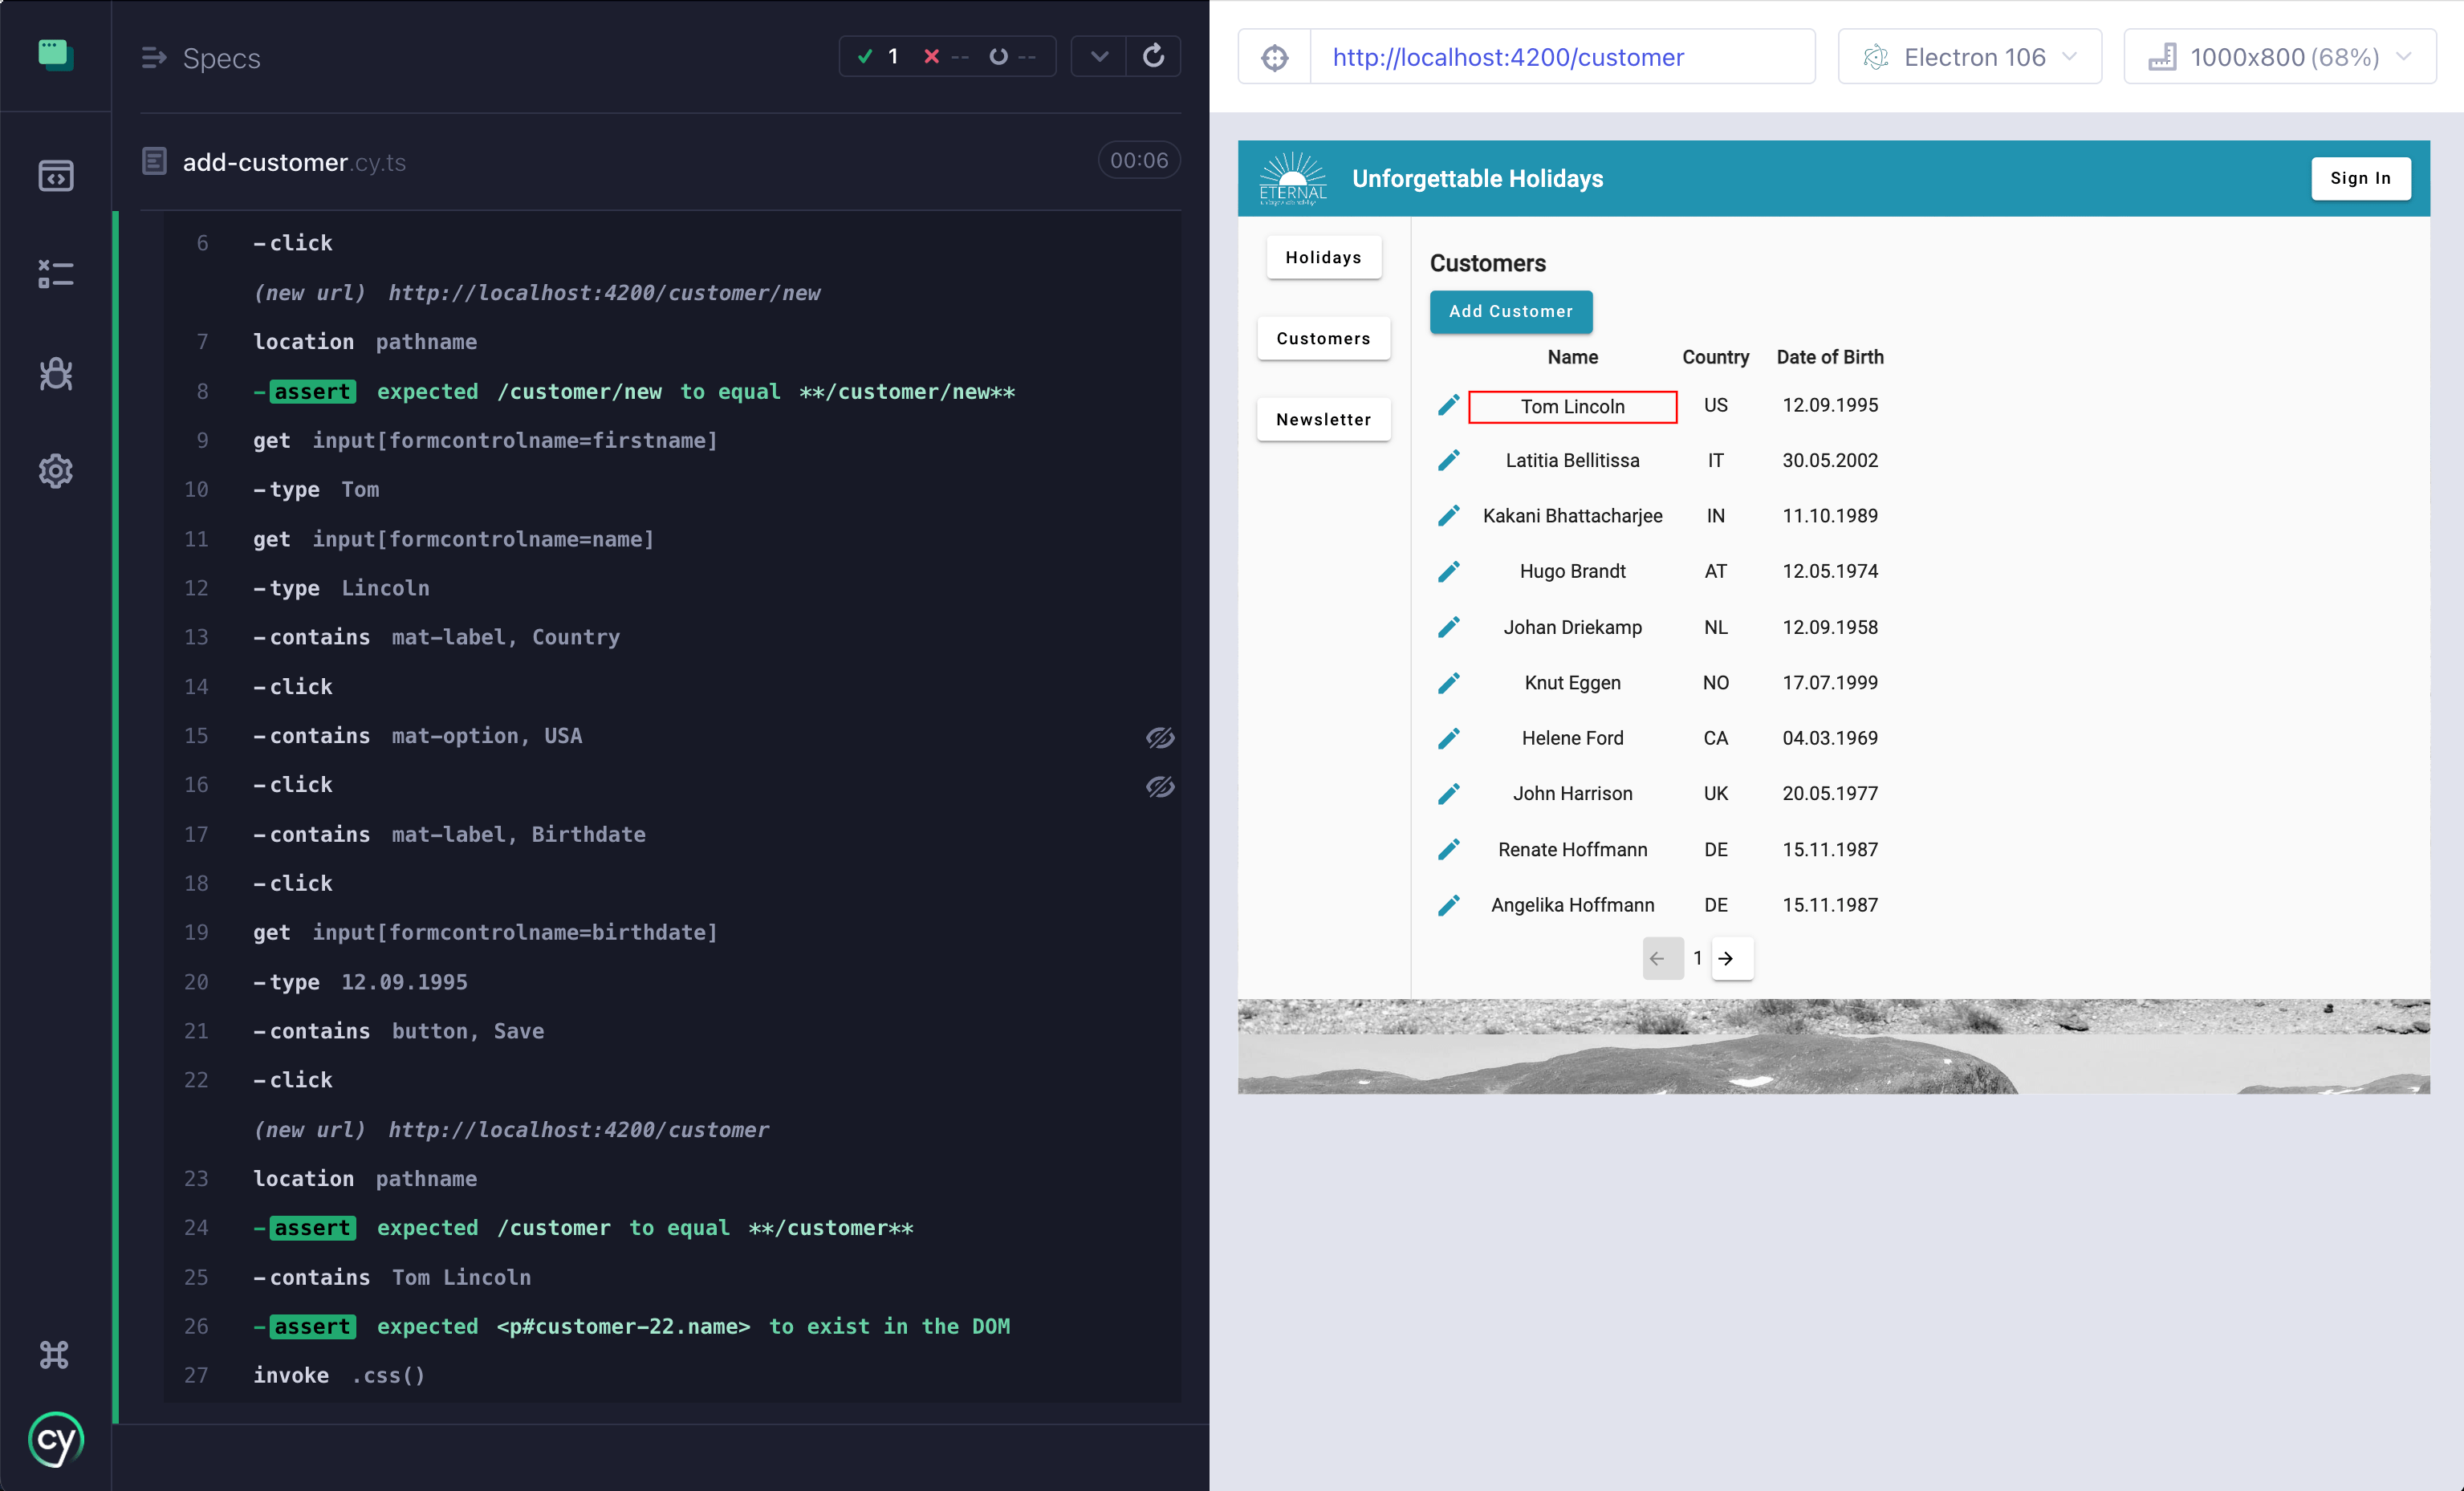 Specs
1 -- --
add-customer.cy.ts 00:06
6 -click
(new url) http://localhost:4200/customer/new
7 location pathname
8 -assert expected /customer/new to equal **/customer/new**
9 get input[formcontrolname=firstname]
10 -type Tom
11 get input[formcontrolname=name]
12 -type Lincoln
13 -contains mat-label, Country
14 -click
15 -contains mat-option, USA
16 -click
17 -contains mat-label, Birthdate
18 -click
19 get input[formcontrolname=birthdate]
20 -type 12.09.1995
21 -contains button, Save
22 -click
(new url) http://localhost:4200/customer
23 location pathname
24 -assert expected /customer to equal **/customer**
25 -contains Tom Lincoln
26 -assert expected <p#customer-22.name> to exist in the DOM
27 invoke .css()
cy
http://localhost:4200/customer
Electron 106
1000x800 (68%)
ETERNAL
Unforgettable Holidays
Sign In
Holidays
Customers
Newsletter
Customers
Add Customer
Name Country Date of Birth
Tom Lincoln US 12.09.1995
Latitia Bellitissa IT 30.05.2002
Kakani Bhattacharjee IN 11.10.1989
Hugo Brandt AT 12.05.1974
Johan Driekamp NL 12.09.1958
Knut Eggen NO 17.07.1999
Helene Ford CA 04.03.1969
John Harrison UK 20.05.1977
Renate Hoffmann DE 15.11.1987
Angelika Hoffmann DE 15.11.1987
1